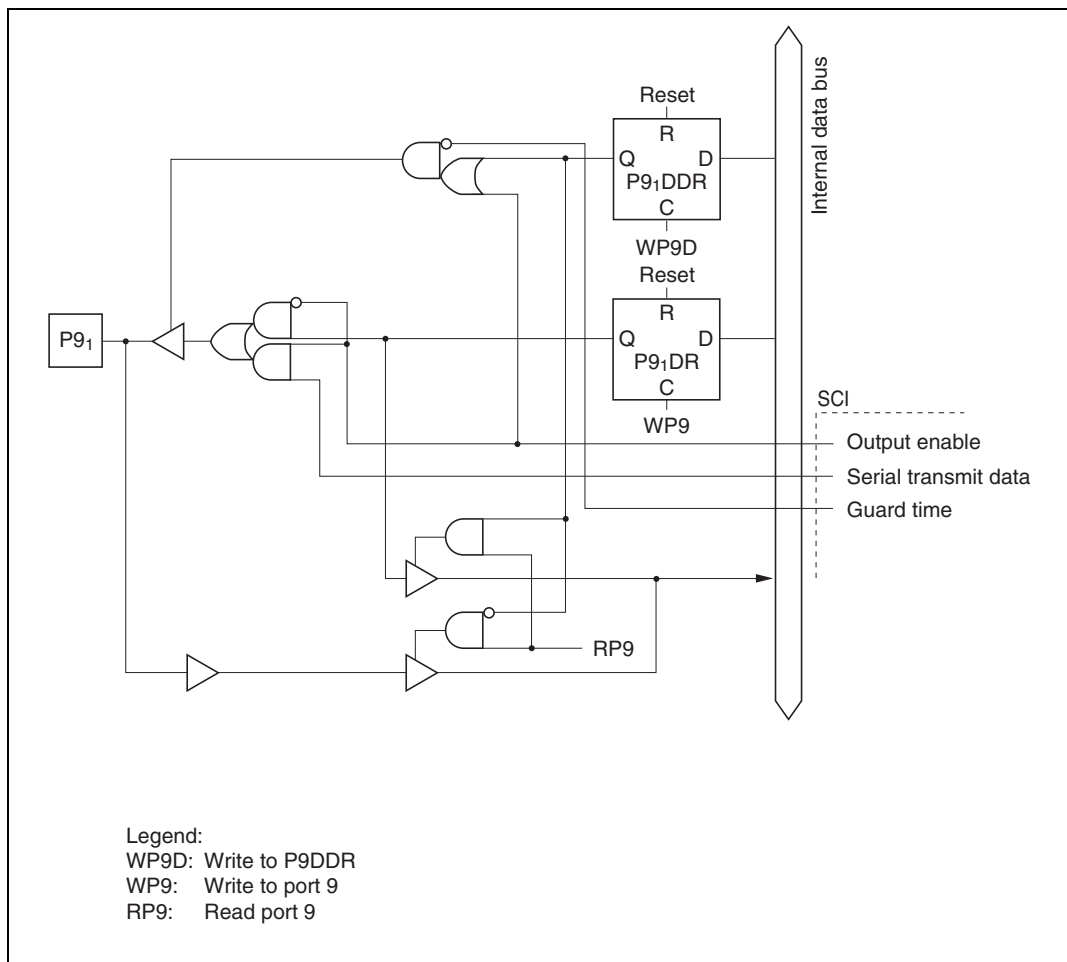 Reset
R
Q D
P9₁DDR
C
WP9D
Reset
R
Q D
P9₁DR
C
WP9
Internal data bus
P9₁
SCI
Output enable
Serial transmit data
Guard time
RP9
Legend:
WP9D: Write to P9DDR
WP9: Write to port 9
RP9: Read port 9